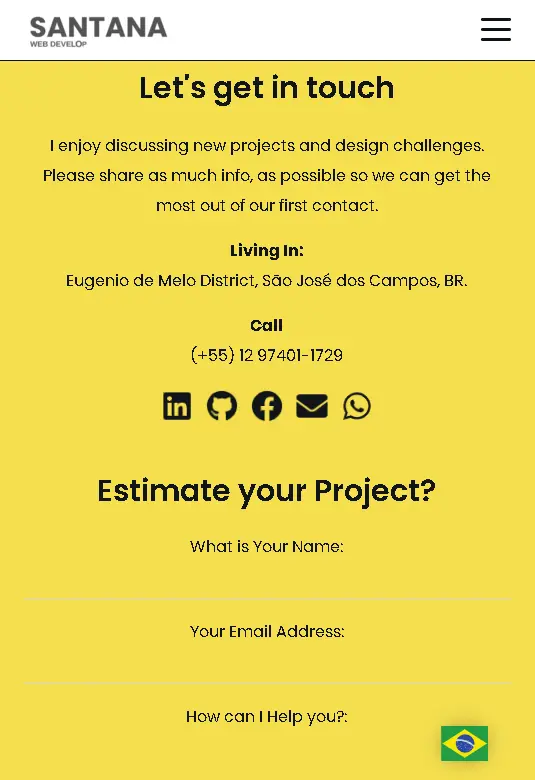 SANTANA
WEB DEVELOP
Let's get in touch
I enjoy discussing new projects and design challenges.
Please share as much info, as possible so we can get the
most out of our first contact.
Living In:
Eugenio de Melo District, São José dos Campos, BR.
Call
(+55) 12 97401-1729
in
Estimate your Project?
What is Your Name:
Your Email Address:
How can I Help you?: